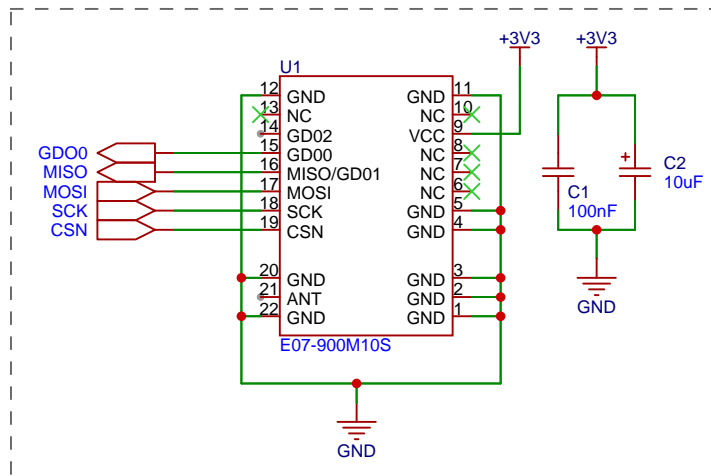 +3V3
+3V3
U1
12 GND GND 11
13 NC GND 10
14 GD02 VCC 9
GDO0 15 GD00 NC 8
MISO 16 MISO/GD01 NC 7
MOSI 17 MOSI NC 6
SCK 18 SCK GND 5
CSN 19 CSN GND 4
20 GND GND 3
21 ANT GND 2
22 GND GND 1
E07-900M10S
C1
100nF
+
C2
10uF
GND
GND